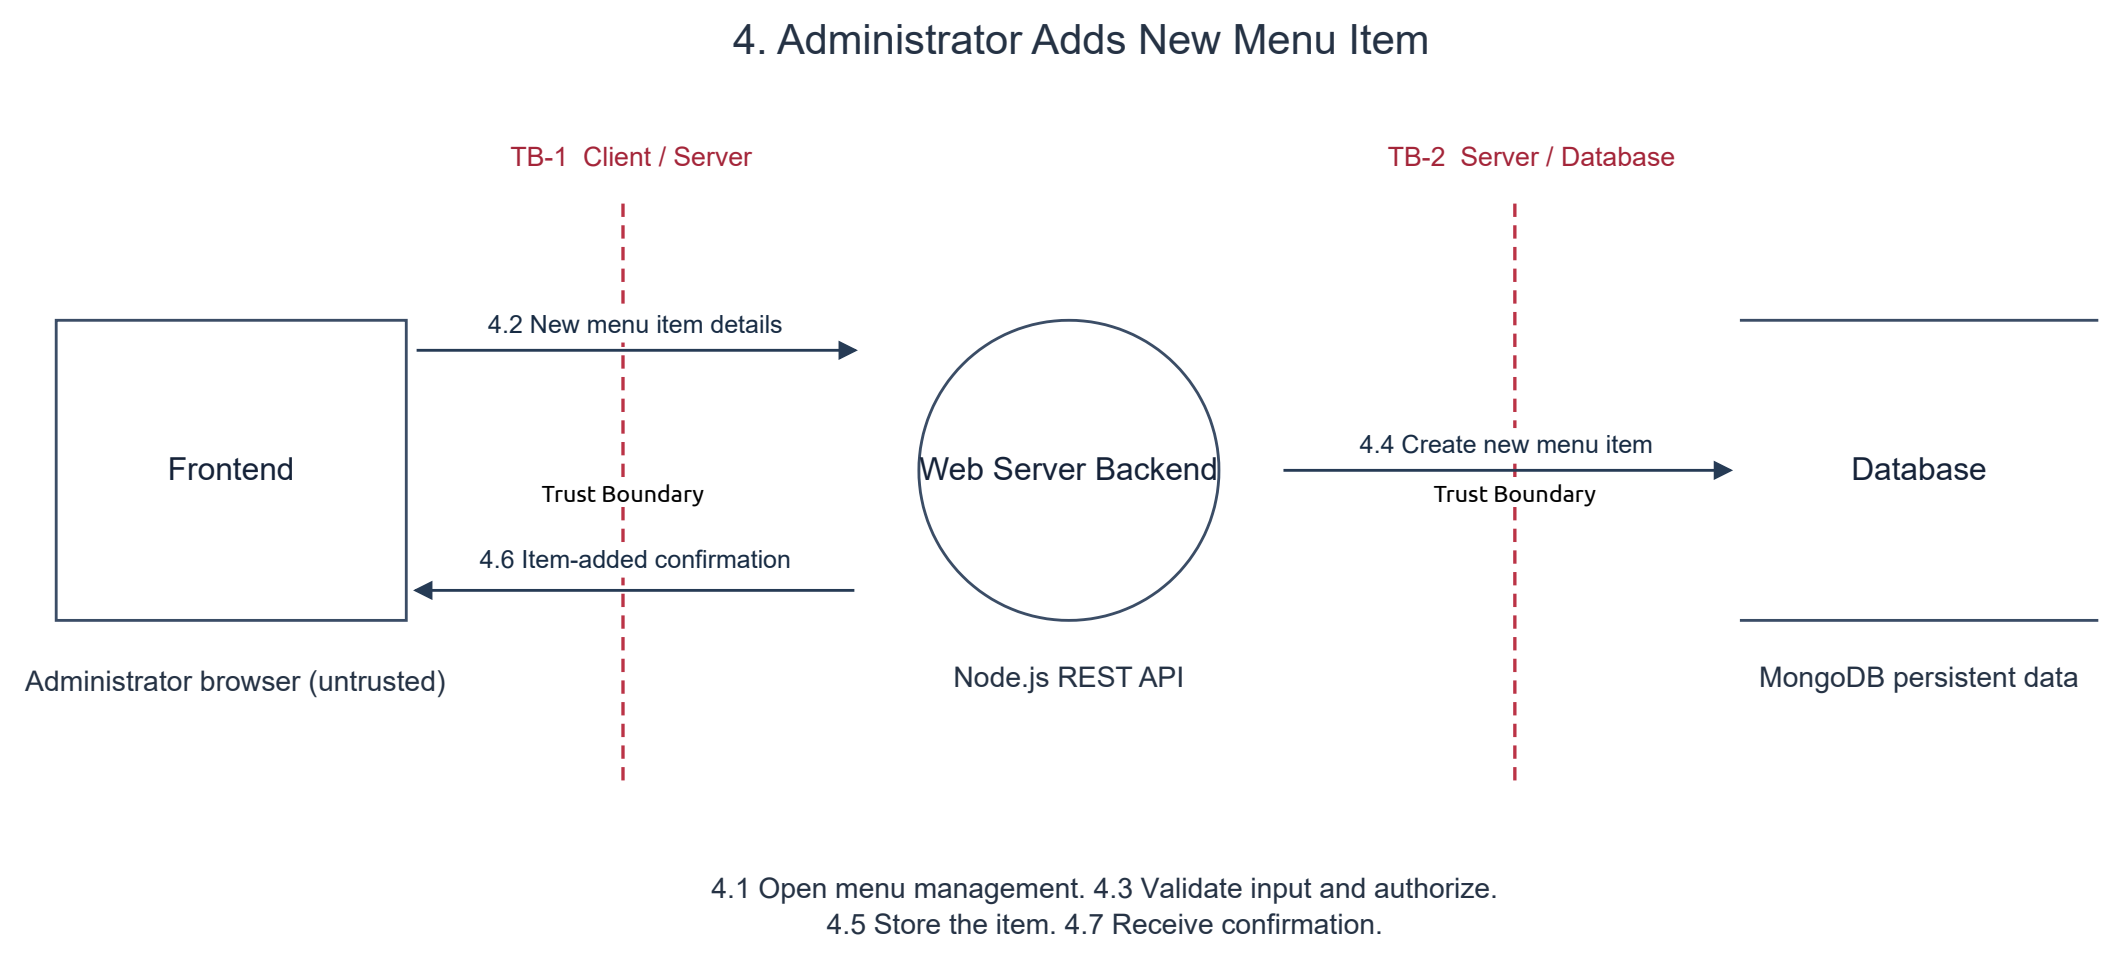 4. Administrator Adds New Menu Item
TB-1  Client / Server
TB-2  Server / Database
4.2 New menu item details
4.4 Create new menu item
Frontend
Web Server Backend
Database
Trust Boundary
Trust Boundary
4.6 Item-added confirmation
Administrator browser (untrusted)
Node.js REST API
MongoDB persistent data
4.1 Open menu management. 4.3 Validate input and authorize.
4.5 Store the item. 4.7 Receive confirmation.